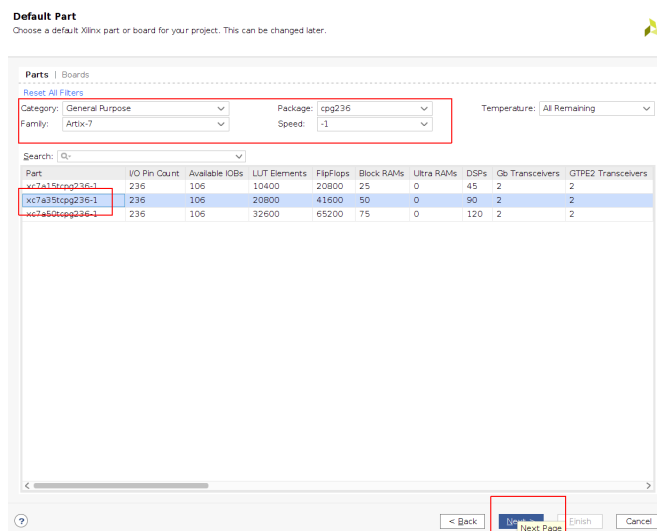 Default Part
Choose a default Xilinx part or board for your project. This can be changed later.
Parts | Boards
Reset All Filters
Category: General Purpose Package: cpg236 Temperature: All Remaining
Family: Artix-7 Speed: -1
Search: Q-
Part I/O Pin Count Available IOBs LUT Elements FlipFlops Block RAMs Ultra RAMs DSPs Gb Transceivers GTPE2 Transceivers
xc7a15tcpg236-1 236 106 10400 20800 25 0 45 2 2
xc7a35tcpg236-1 236 106 20800 41600 50 0 90 2 2
xc7a50tcpg236-1 236 106 32600 65200 75 0 120 2 2
? < Back Next > Finish Cancel
Next Page